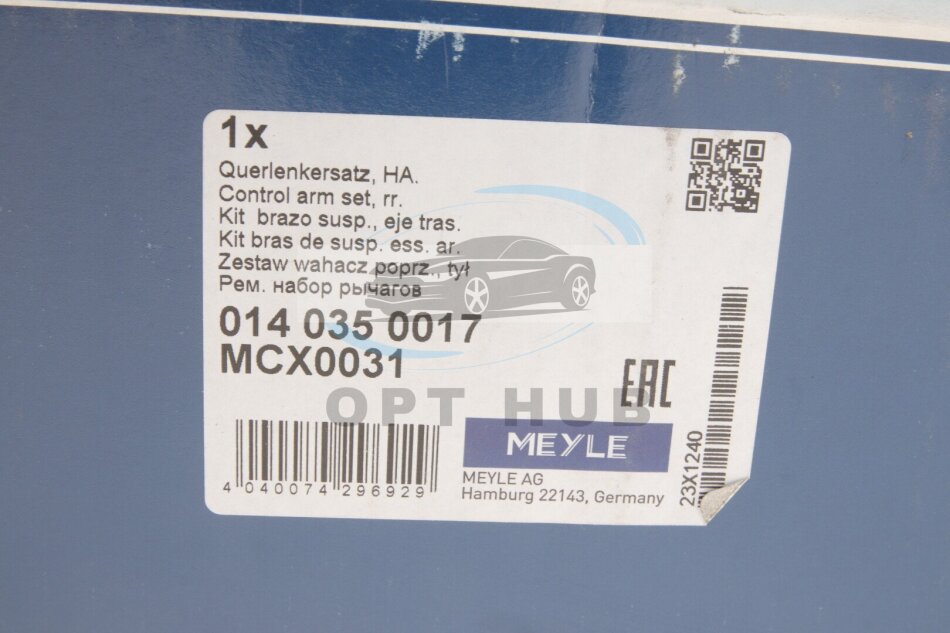 1x
Querlenkersatz, HA.
Control arm set, rr.
Kit brazo susp., eje tras.
Kit bras de susp. ess. ar.
Zestaw wahacz.poprz., tył
Рем. набор рычагов
014 035 0017
MCX0031
EAC
OPT HUB
MEYLE
MEYLE AG
Hamburg 22143, Germany
4 040074 296929
23X1240